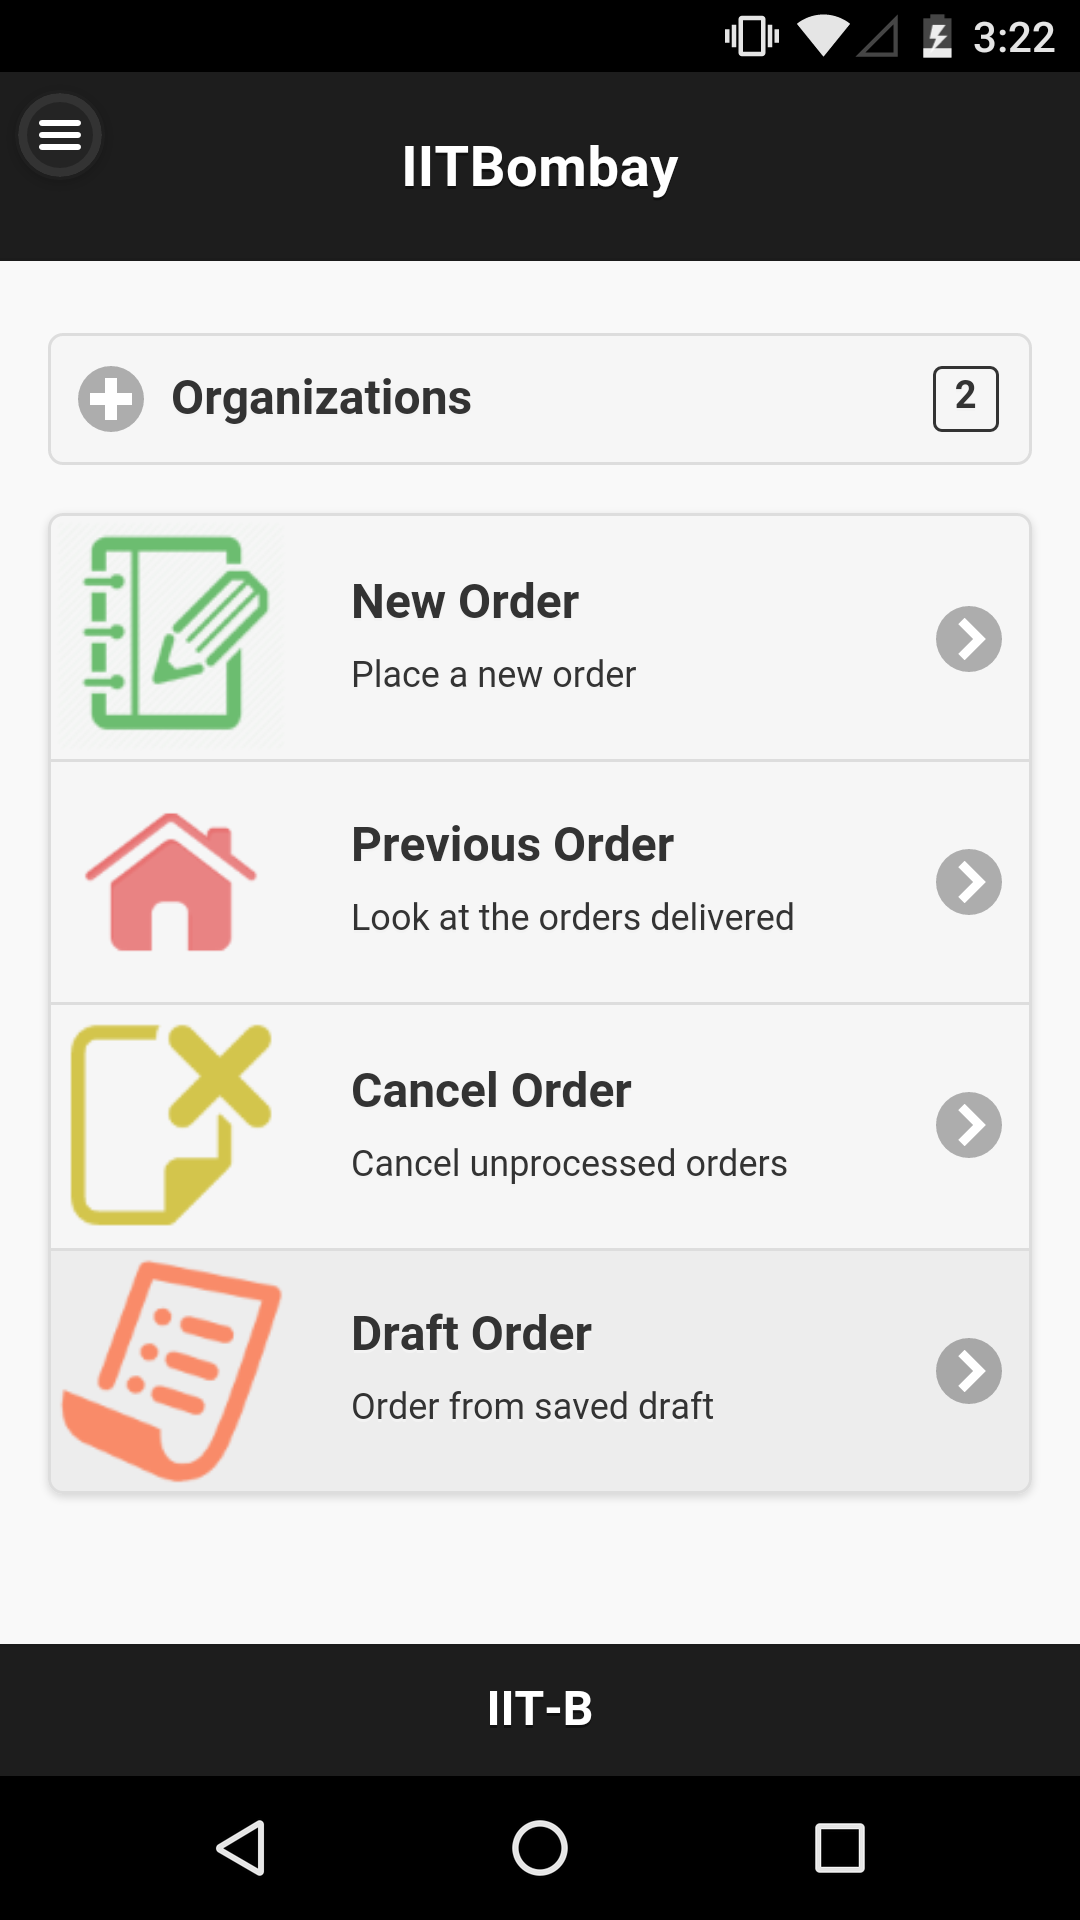 3:22
IITBombay
Organizations
2
New Order
Place a new order
Previous Order
Look at the orders delivered
Cancel Order
Cancel unprocessed orders
Draft Order
Order from saved draft
IIT-B